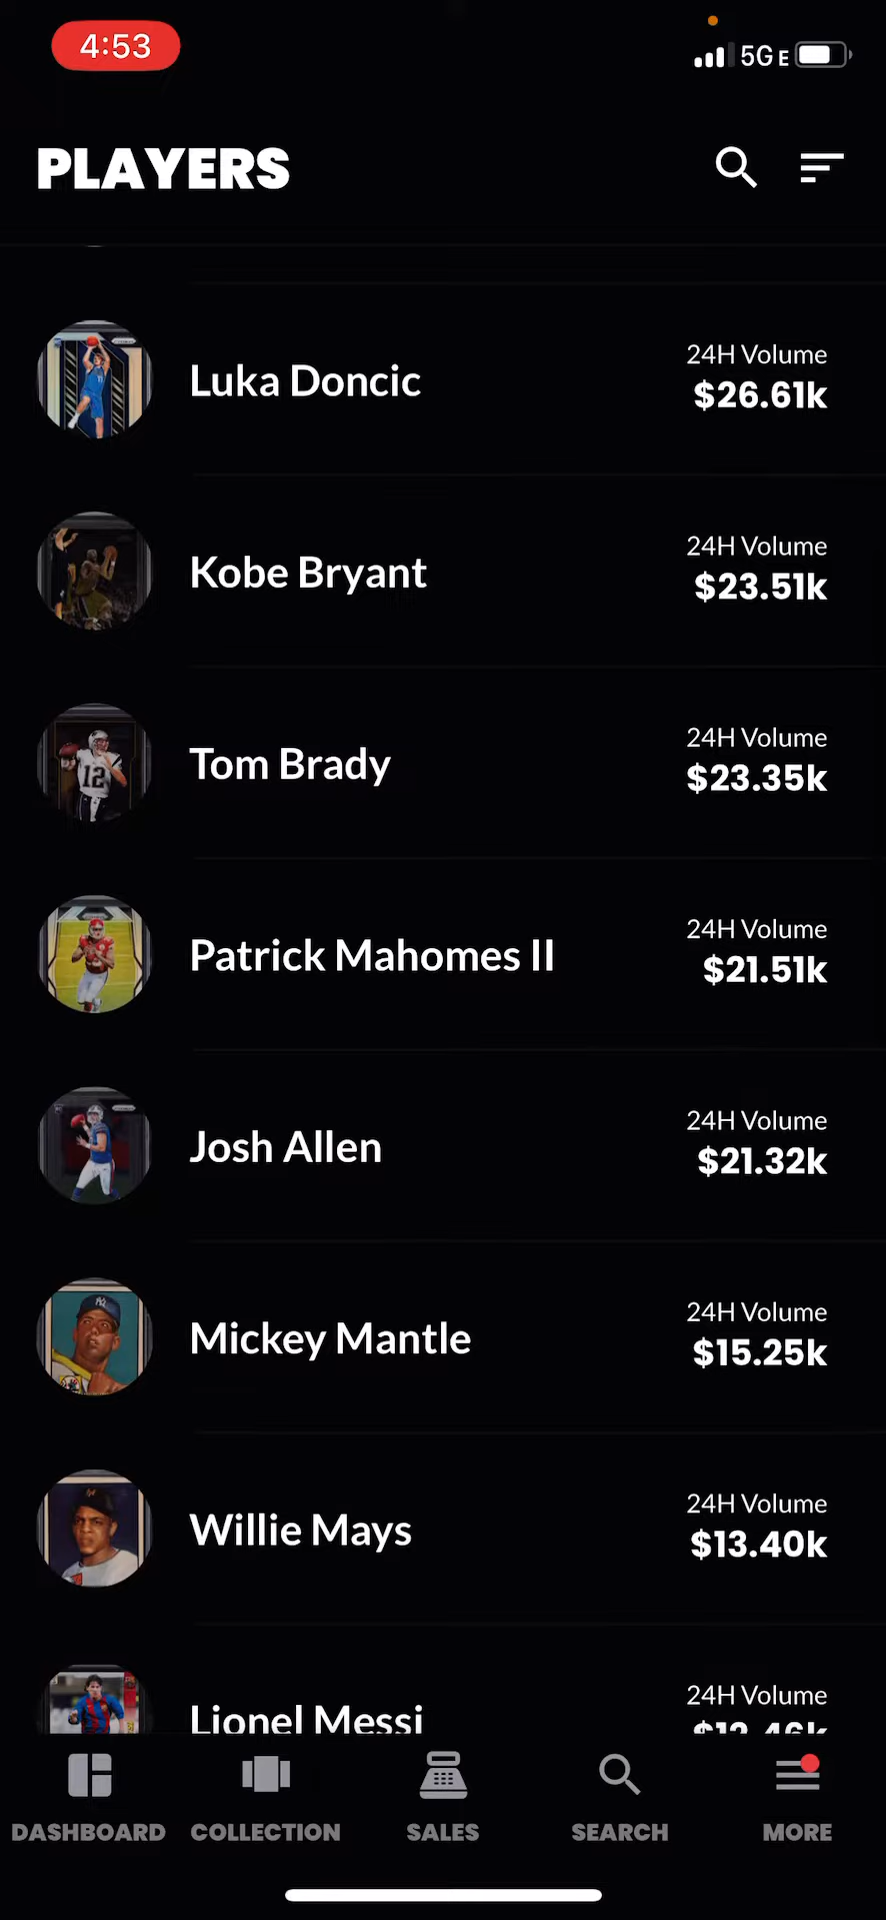 4:53
5G E
PLAYERS
Luka Doncic
24H Volume
$26.61k
Kobe Bryant
24H Volume
$23.51k
Tom Brady
24H Volume
$23.35k
Patrick Mahomes II
24H Volume
$21.51k
Josh Allen
24H Volume
$21.32k
Mickey Mantle
24H Volume
$15.25k
Willie Mays
24H Volume
$13.40k
Lionel Messi
24H Volume
DASHBOARD
COLLECTION
SALES
SEARCH
MORE